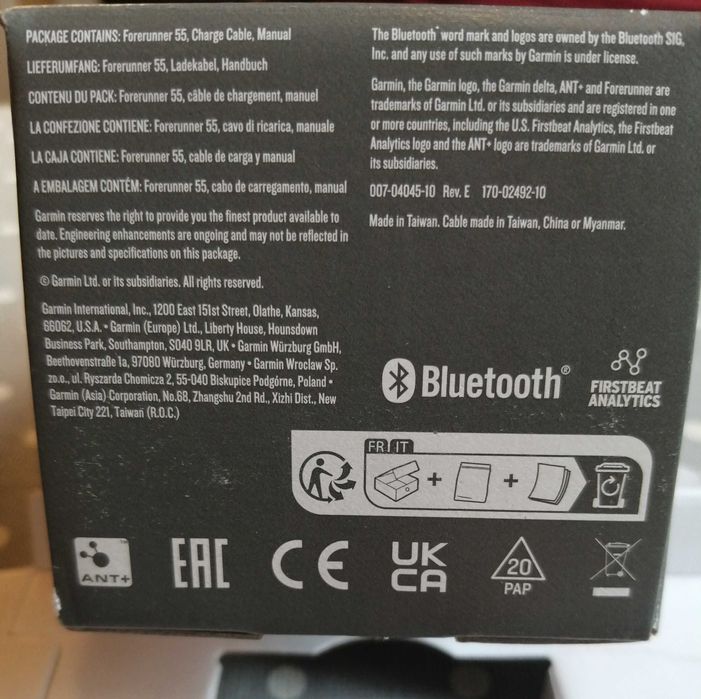 PACKAGE CONTAINS: Forerunner 55, Charge Cable, Manual
LIEFERUMFANG: Forerunner 55, Ladekabel, Handbuch
CONTENU DU PACK: Forerunner 55, câble de chargement, manuel
LA CONFEZIONE CONTIENE: Forerunner 55, cavo di ricarica, manuale
LA CAJA CONTIENE: Forerunner 55, cable de carga y manual
A EMBALAGEM CONTÉM: Forerunner 55, cabo de carregamento, manual
Garmin reserves the right to provide you the finest product available to
date. Engineering enhancements are ongoing and may not be reflected in
the pictures and specifications on this package.
© Garmin Ltd. or its subsidiaries. All rights reserved.
Garmin International, Inc., 1200 East 151st Street, Olathe, Kansas,
66062, U.S.A. • Garmin (Europe) Ltd., Liberty House, Hounsdown
Business Park, Southampton, SO40 9LR, UK • Garmin Würzburg GmbH,
Beethovenstraße 1a, 97080 Würzburg, Germany • Garmin Wroclaw Sp.
zo.o., ul. Ryszarda Chomicza 2, 55-040 Biskupice Podgórne, Poland •
Garmin (Asia) Corporation, No.68, Zhangshu 2nd Rd., Xizhi Dist., New
Taipei City 221, Taiwan (R.O.C.)
The Bluetooth® word mark and logos are owned by the Bluetooth SIG,
Inc. and any use of such marks by Garmin is under license.
Garmin, the Garmin logo, the Garmin delta, ANT+ and Forerunner are
trademarks of Garmin Ltd. or its subsidiaries and are registered in one
or more countries, including the U.S. Firstbeat Analytics, the Firstbeat
Analytics logo and the ANT+ logo are trademarks of Garmin Ltd. or
its subsidiaries.
007-04045-10 Rev. E 170-02492-10
Made in Taiwan. Cable made in Taiwan, China or Myanmar.
Bluetooth®
FIRSTBEAT
ANALYTICS
FR IT
+ +
ANT+™
EAC
CE
UK
CA
20
PAP